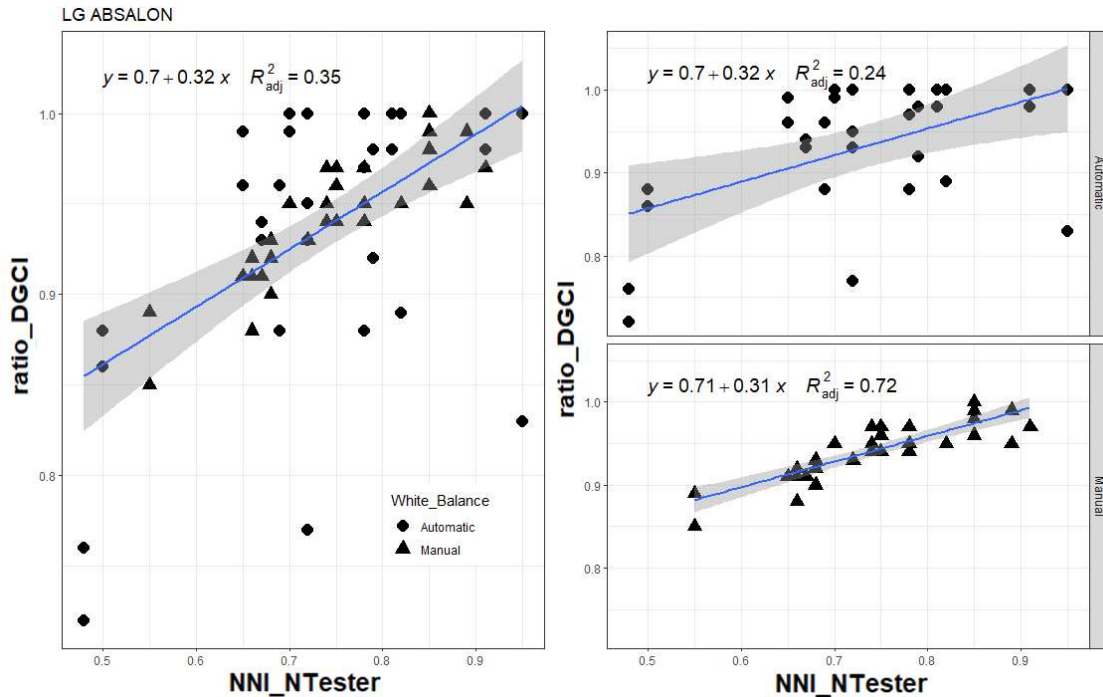 LG ABSALON
y = 0.7 + 0.32 x R²adj = 0.35
1.0
0.9
0.8
ratio_DGCI
White_Balance
Automatic
Manual
0.5 0.6 0.7 0.8 0.9
NNI_NTester
y = 0.7 + 0.32 x R²adj = 0.24
1.0
0.9
0.8
Automatic
ratio_DGCI
y = 0.71 + 0.31 x R²adj = 0.72
1.0
0.9
0.8
Manual
0.5 0.6 0.7 0.8 0.9
NNI_NTester